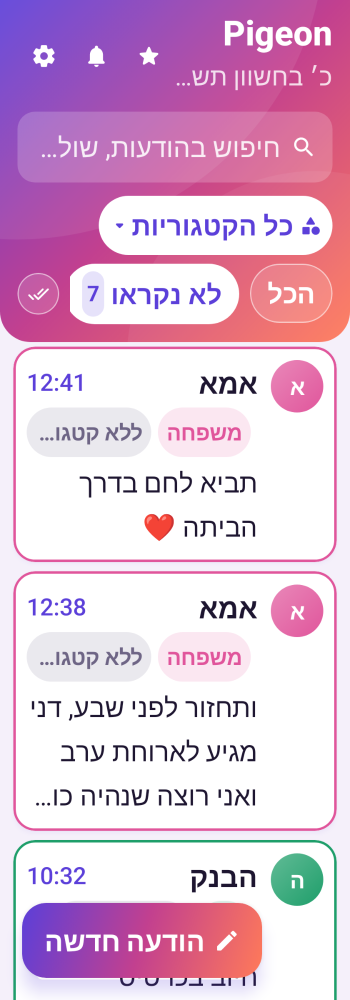 Pigeon
כ׳ בחשוון תש...
חיפוש בהודעות, שול...
כל הקטגוריות
הכל
לא נקראו 7
א
אמא 12:41
משפחה
ללא קטגו...
תביא לחם בדרך
הביתה ❤️
א
אמא 12:38
משפחה
ללא קטגו...
ותחזור לפני שבע, דני
מגיע לארוחת ערב
ואני רוצה שנהיה כו...
ה
הבנק 10:32
הודעה חדשה